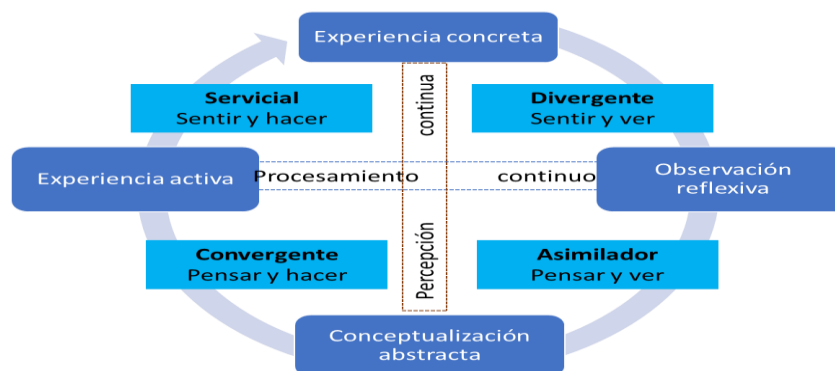 Experiencia concreta
Servicial
Sentir y hacer
continua
Divergente
Sentir y ver
Experiencia activa
Procesamiento
continuo
Observación
reflexiva
Convergente
Pensar y hacer
Percepción
Asimilador
Pensar y ver
Conceptualización
abstracta